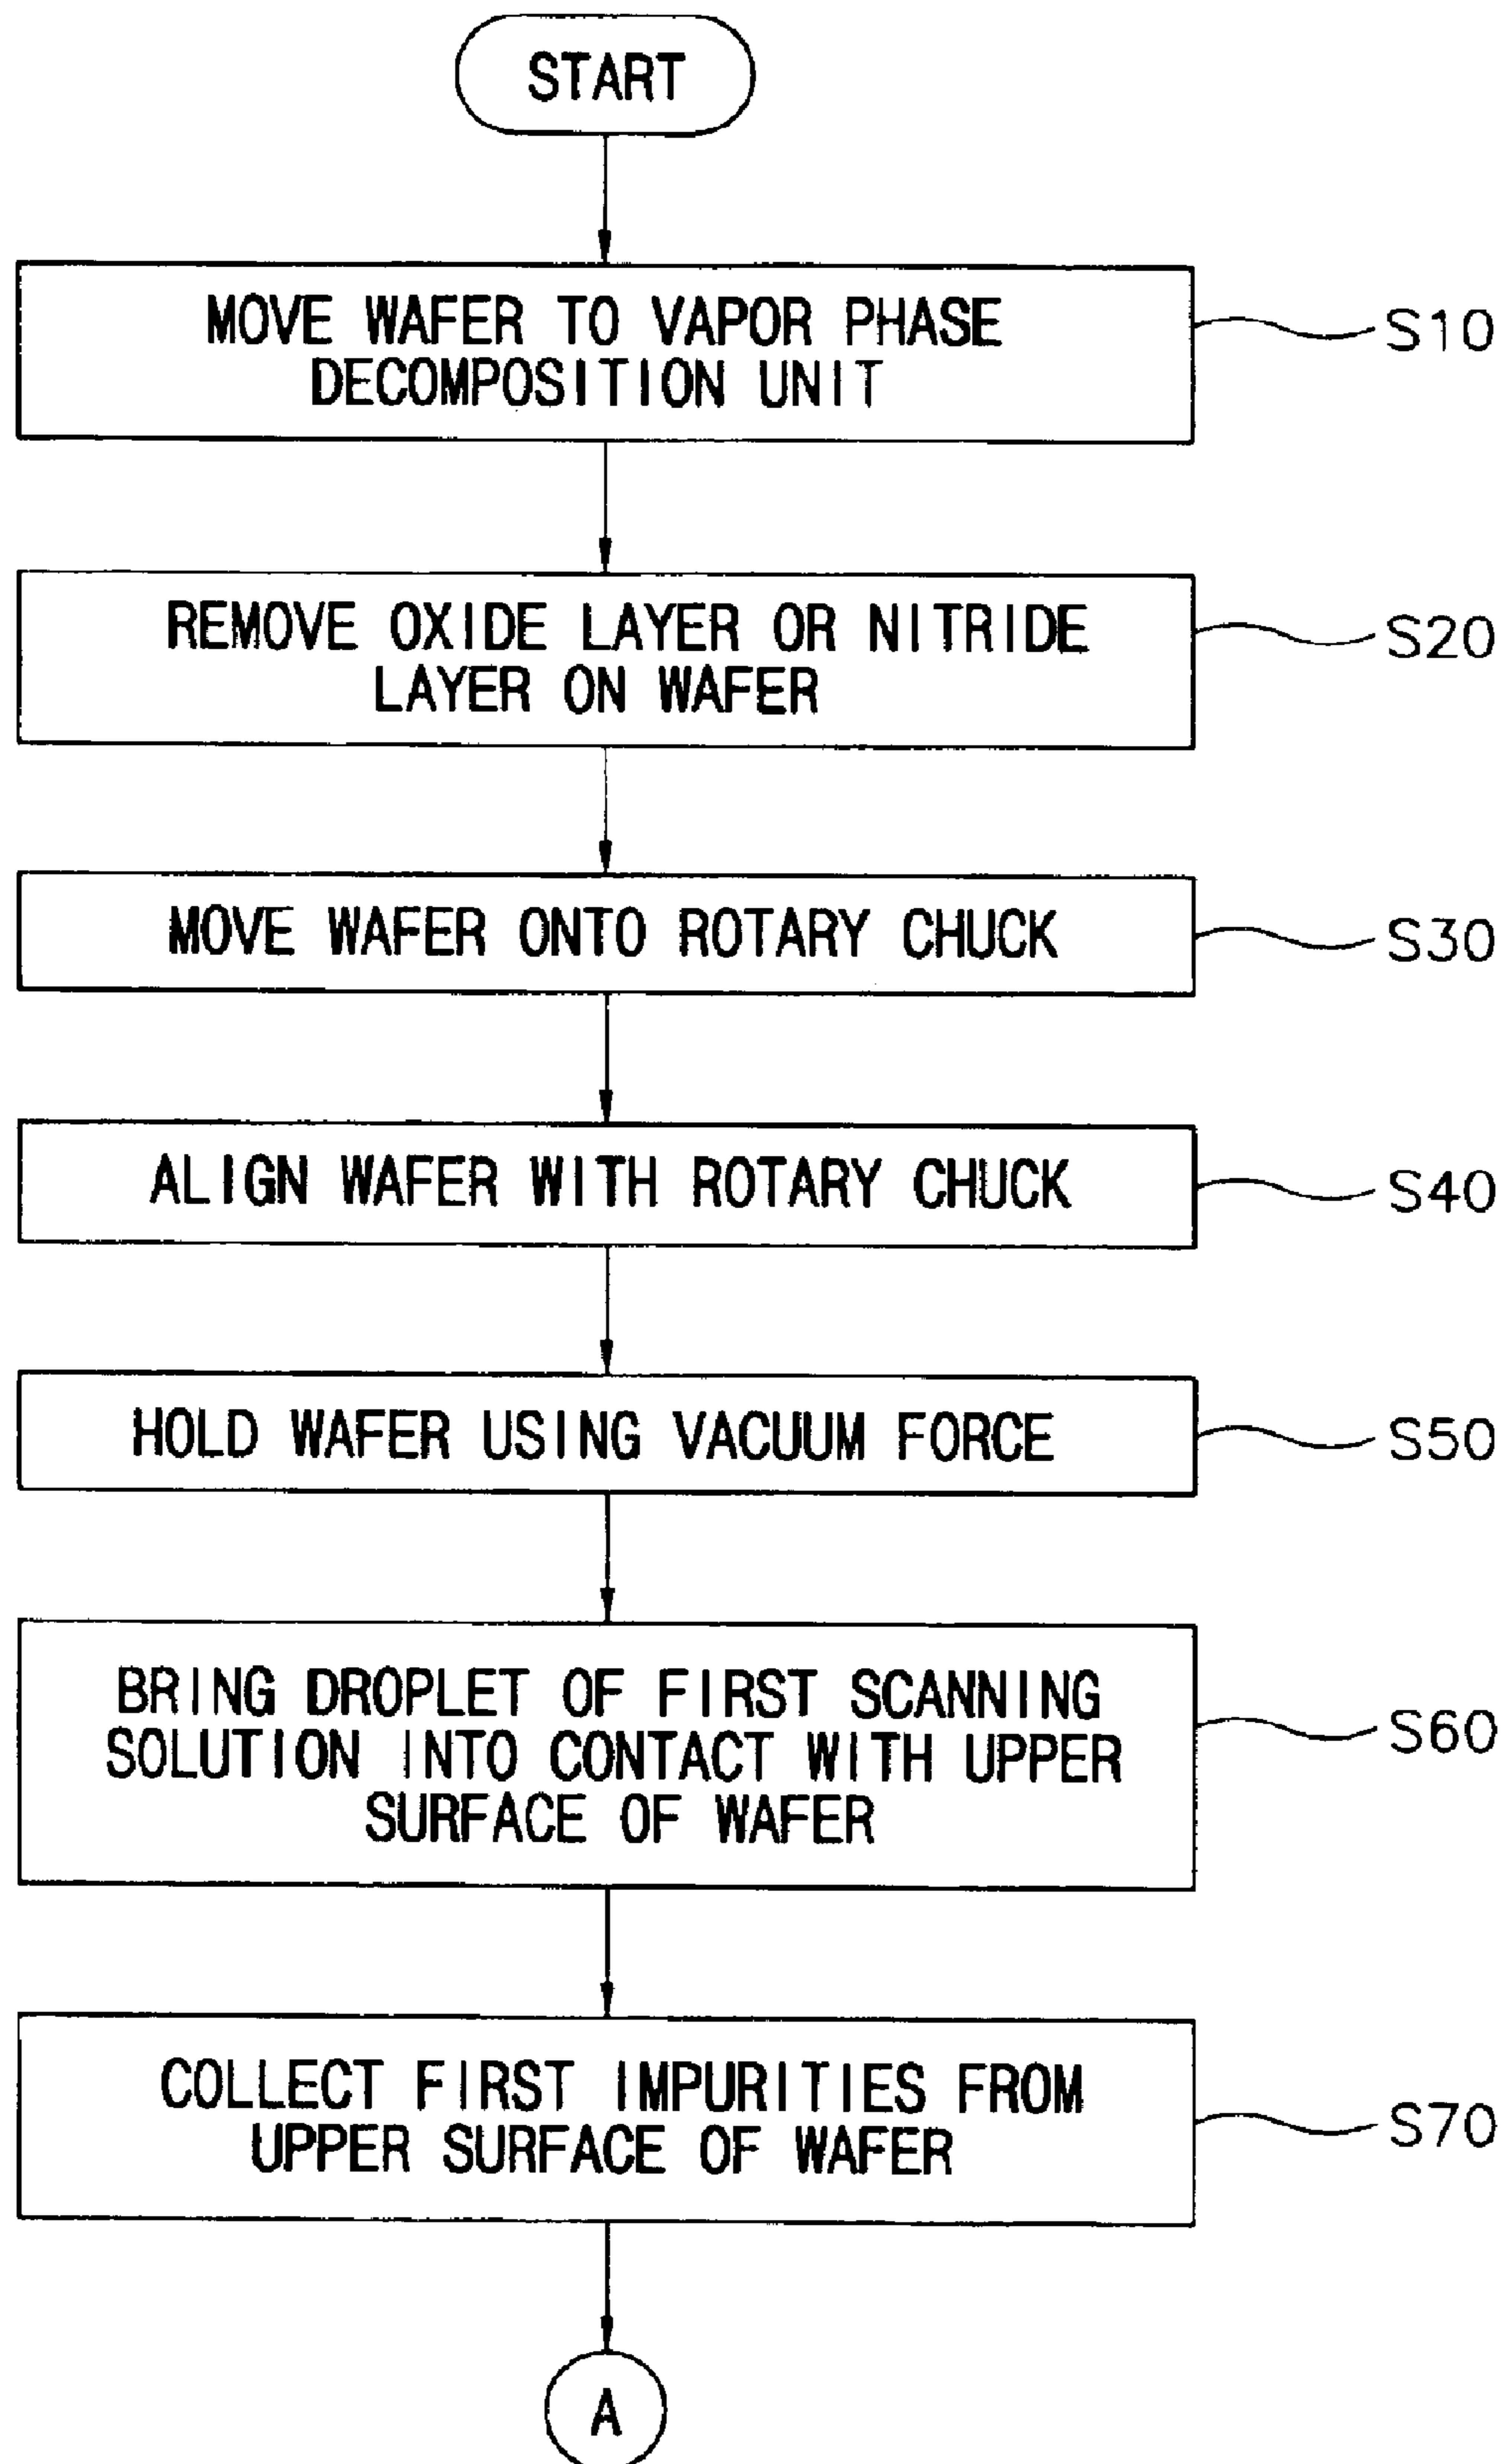 START
MOVE WAFER TO VAPOR PHASE
DECOMPOSITION UNIT
S10
REMOVE OXIDE LAYER OR NITRIDE
LAYER ON WAFER
S20
MOVE WAFER ONTO ROTARY CHUCK
S30
ALIGN WAFER WITH ROTARY CHUCK
S40
HOLD WAFER USING VACUUM FORCE
S50
BRING DROPLET OF FIRST SCANNING
SOLUTION INTO CONTACT WITH UPPER
SURFACE OF WAFER
S60
COLLECT FIRST IMPURITIES FROM
UPPER SURFACE OF WAFER
S70
A